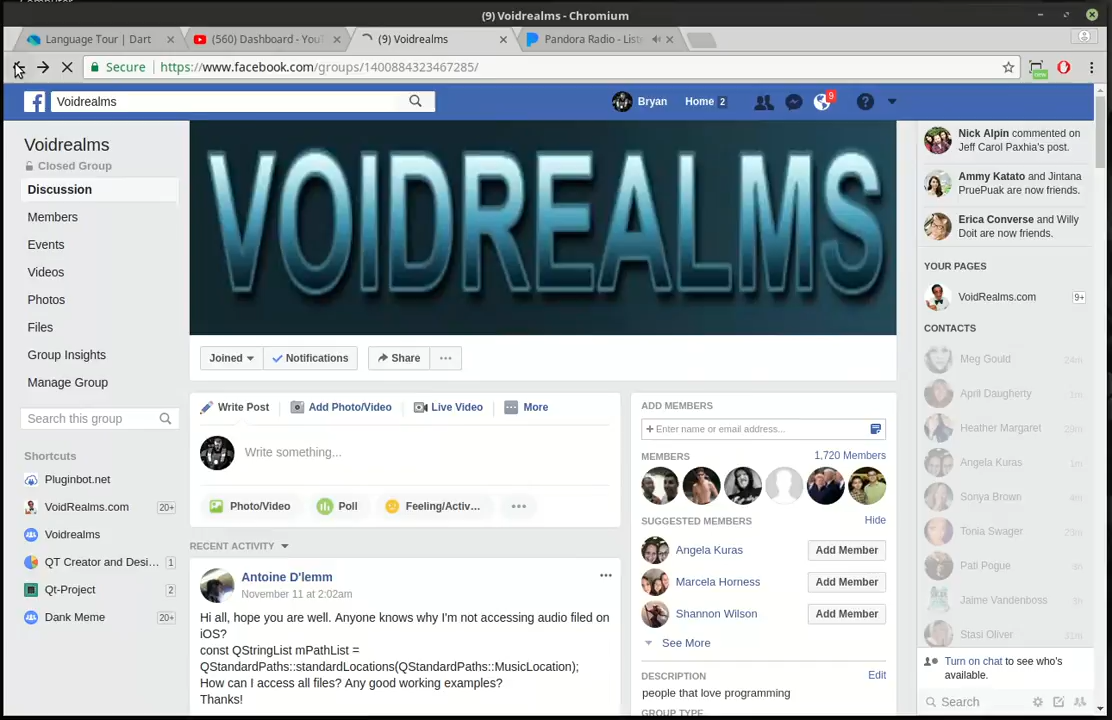 (9) Voidrealms - Chromium
Language Tour | Dart
(560) Dashboard - You
(9) Voidrealms
Pandora Radio - List
Secure
https://www.facebook.com/groups/1400884323467285/
Voidrealms
Bryan
Home 2
9
Voidrealms
Closed Group
Discussion
Members
Events
Videos
Photos
Files
Group Insights
Manage Group
Search this group
Shortcuts
Pluginbot.net
VoidRealms.com 20+
Voidrealms
QT Creator and Desi... 1
Qt-Project 2
Dank Meme 20+
VOIDREALMS
Joined
Notifications
Share
Write Post
Add Photo/Video
Live Video
More
Write something...
Photo/Video
Poll
Feeling/Activ...
RECENT ACTIVITY
Antoine D'lemm
November 11 at 2:02am
Hi all, hope you are well. Anyone knows why I'm not accessing audio filed on
iOS?
const QStringList mPathList =
QStandardPaths::standardLocations(QStandardPaths::MusicLocation);
How can I access all files? Any good working examples?
Thanks!
ADD MEMBERS
+ Enter name or email address...
MEMBERS
1,720 Members
SUGGESTED MEMBERS
Hide
Angela Kuras
Add Member
Marcela Horness
Add Member
Shannon Wilson
Add Member
See More
DESCRIPTION
Edit
people that love programming
GROUP TYPE
Nick Alpin commented on
Jeff Carol Paxhia's post.
Ammy Katato and Jintana
PruePuak are now friends.
Erica Converse and Willy
Doit are now friends.
YOUR PAGES
VoidRealms.com 9+
CONTACTS
Meg Gould 24m
April Daugherty 1m
Heather Margaret
Angela Kuras 1m
Sonya Brown 4m
Tonia Swager
Pati Pogue
Jaime Vandenboss
Stasi Oliver
Turn on chat to see who's
available.
Search